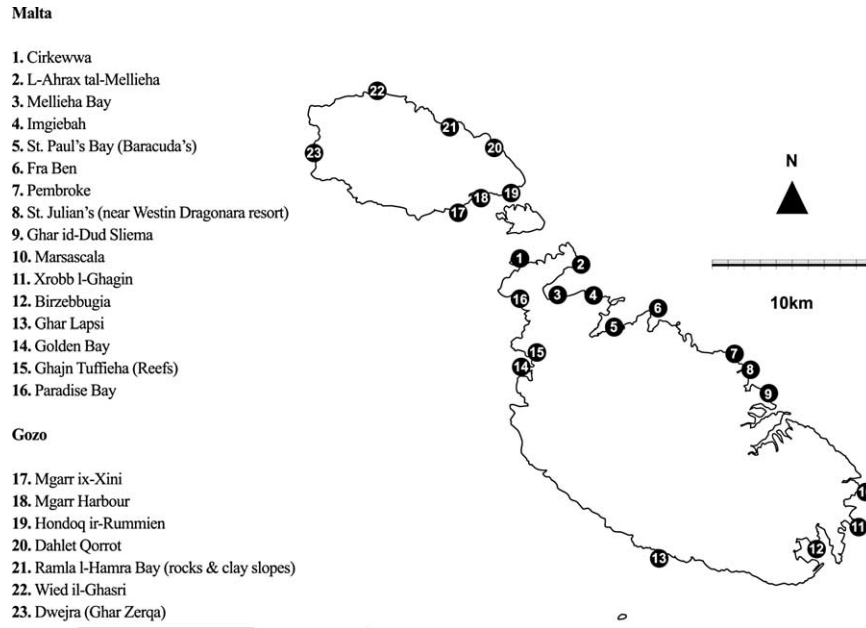 Malta
1. Cirkewwa
2. L-Ahrax tal-Mellieha
3. Mellieha Bay
4. Imgiebah
5. St. Paul's Bay (Baracuda's)
6. Fra Ben
7. Pembroke
8. St. Julian's (near Westin Dragonara resort)
9. Ghar id-Dud Sliema
10. Marsascala
11. Xrobb l-Ghagin
12. Birzebbugia
13. Ghar Lapsi
14. Golden Bay
15. Ghajn Tuffieha (Reefs)
16. Paradise Bay
Gozo
17. Mgarr ix-Xini
18. Mgarr Harbour
19. Hondoq ir-Rummien
20. Dahlet Qorrot
21. Ramla l-Hamra Bay (rocks & clay slopes)
22. Wied il-Ghasri
23. Dwejra (Ghar Zerqa)
22
21
20
23
19
18
17
N
10km
1
2
16
3
4
5
6
15
14
7
8
9
11
12
13